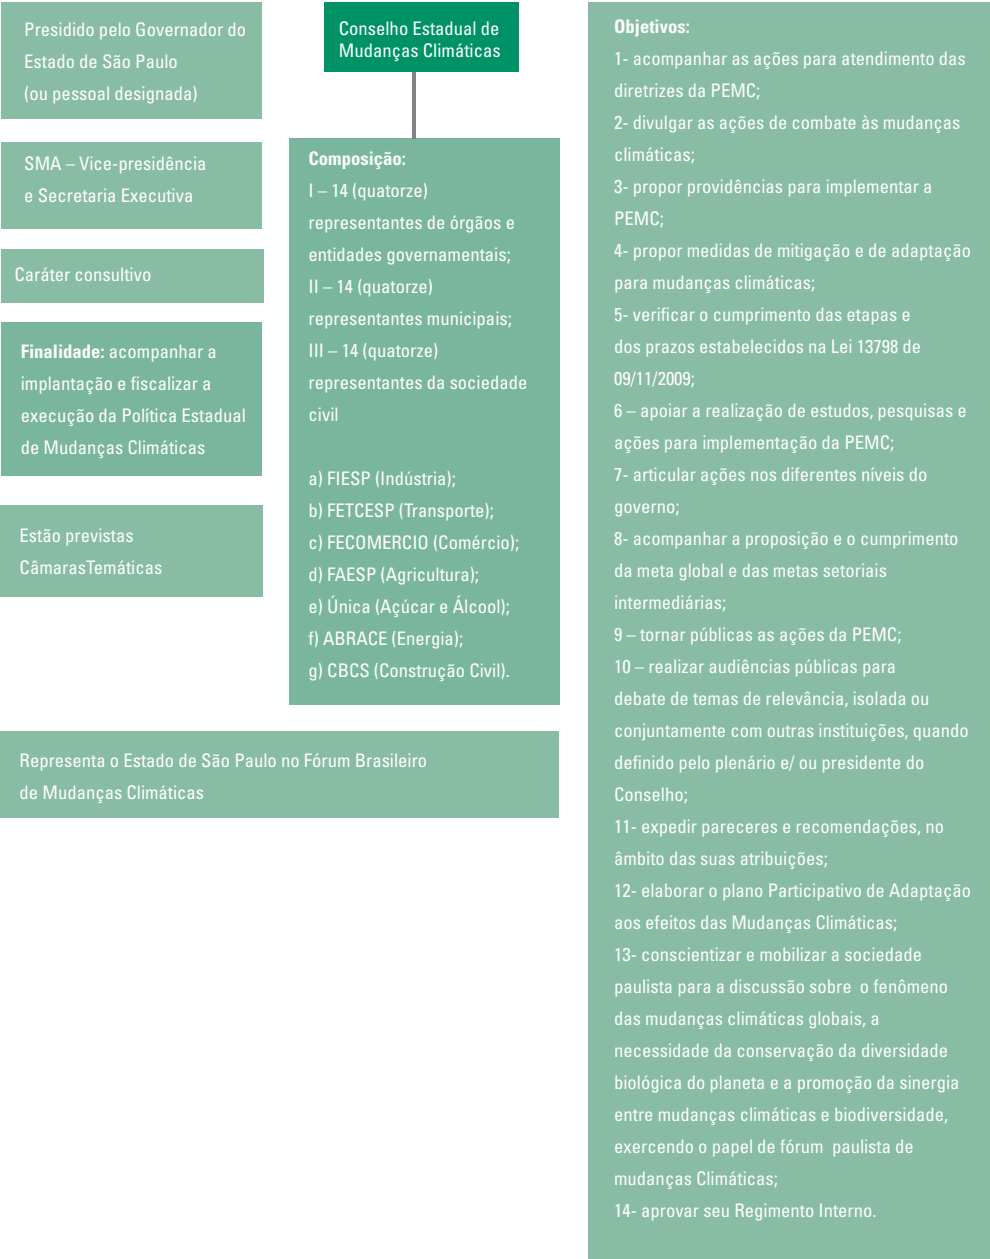 Presidido pelo Governador do
Estado de São Paulo
(ou pessoal designada)
SMA – Vice-presidência
e Secretaria Executiva
Caráter consultivo
Finalidade: acompanhar a
implantação e fiscalizar a
execução da Política Estadual
de Mudanças Climáticas
Estão previstas
CâmarasTemáticas
Conselho Estadual de
Mudanças Climáticas
Composição:
I – 14 (quatorze)
representantes de órgãos e
entidades governamentais;
II – 14 (quatorze)
representantes municipais;
III – 14 (quatorze)
representantes da sociedade
civil
a) FIESP (Indústria);
b) FETCESP (Transporte);
c) FECOMERCIO (Comércio);
d) FAESP (Agricultura);
e) Única (Açúcar e Álcool);
f) ABRACE (Energia);
g) CBCS (Construção Civil).
Representa o Estado de São Paulo no Fórum Brasileiro
de Mudanças Climáticas
Objetivos:
1- acompanhar as ações para atendimento das
diretrizes da PEMC;
2- divulgar as ações de combate às mudanças
climáticas;
3- propor providências para implementar a
PEMC;
4- propor medidas de mitigação e de adaptação
para mudanças climáticas;
5- verificar o cumprimento das etapas e
dos prazos estabelecidos na Lei 13798 de
09/11/2009;
6 – apoiar a realização de estudos, pesquisas e
ações para implementação da PEMC;
7- articular ações nos diferentes níveis do
governo;
8- acompanhar a proposição e o cumprimento
da meta global e das metas setoriais
intermediárias;
9 – tornar públicas as ações da PEMC;
10 – realizar audiências públicas para
debate de temas de relevância, isolada ou
conjuntamente com outras instituições, quando
definido pelo plenário e/ ou presidente do
Conselho;
11- expedir pareceres e recomendações, no
âmbito das suas atribuições;
12- elaborar o plano Participativo de Adaptação
aos efeitos das Mudanças Climáticas;
13- conscientizar e mobilizar a sociedade
paulista para a discussão sobre  o fenômeno
das mudanças climáticas globais, a
necessidade da conservação da diversidade
biológica do planeta e a promoção da sinergia
entre mudanças climáticas e biodiversidade,
exercendo o papel de fórum  paulista de
mudanças Climáticas;
14- aprovar seu Regimento Interno.